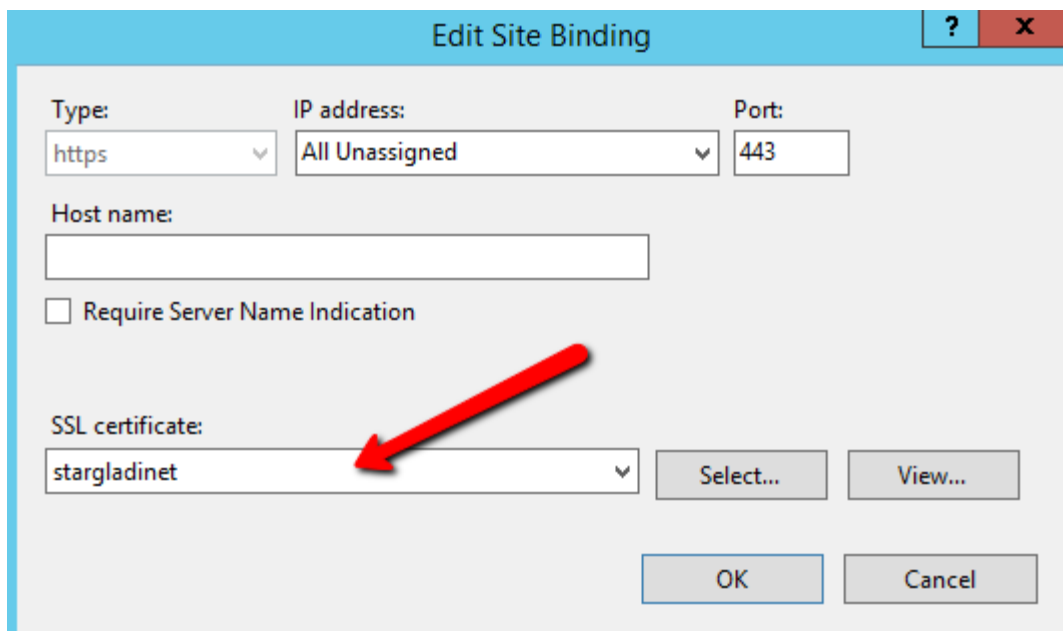 Edit Site Binding
? x
Type: IP address: Port:
https All Unassigned 443
Host name:
Require Server Name Indication
SSL certificate:
stargladinet Select... View...
OK Cancel